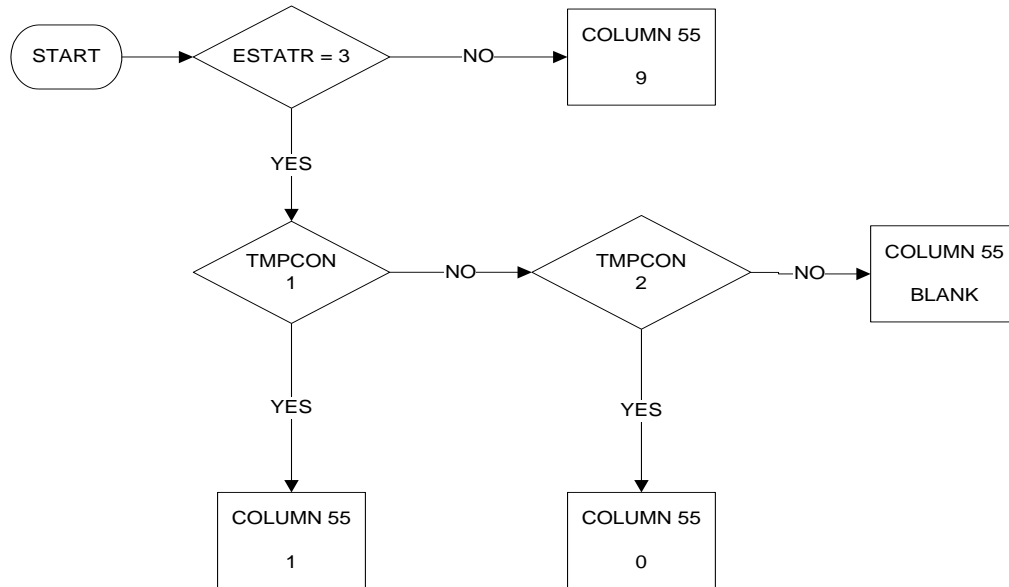 START
ESTATR = 3
NO
COLUMN 55
9
YES
TMPCON
1
NO
TMPCON
2
NO
COLUMN 55
BLANK
YES
YES
COLUMN 55
1
COLUMN 55
0